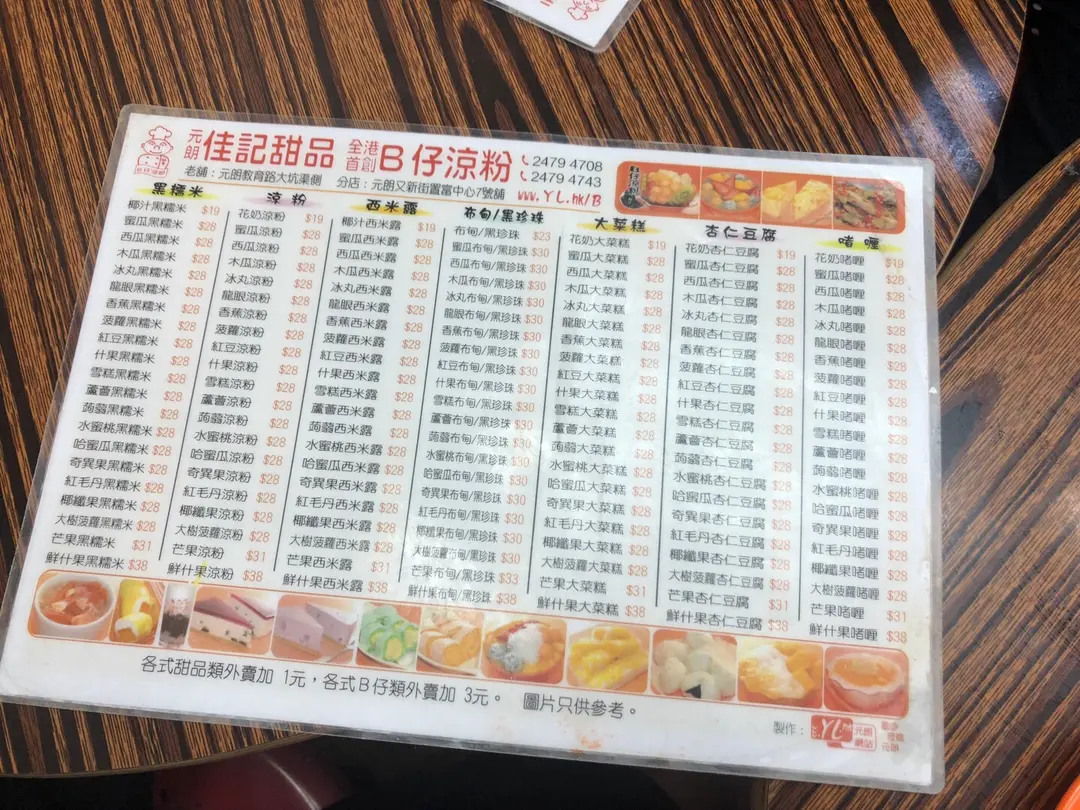 元朗 佳記甜品 全港首創 B仔涼粉 2479 4708
2479 4743
老舖：元朗教育路大坑渠側 分店：元朗又新街置富中心7號舖 WWW.YL.hk/B
B仔涼粉
黑糯米
椰汁黑糯米 $19
蜜瓜黑糯米 $28
西瓜黑糯米 $28
木瓜黑糯米 $28
冰丸黑糯米 $28
龍眼黑糯米 $28
香蕉黑糯米 $28
菠蘿黑糯米 $28
紅豆黑糯米 $28
什果黑糯米 $28
雪糕黑糯米 $28
蘆薈黑糯米 $28
蒟蒻黑糯米 $28
水蜜桃黑糯米 $28
哈蜜瓜黑糯米 $28
奇異果黑糯米 $28
紅毛丹黑糯米 $28
椰纖果黑糯米 $28
大樹菠蘿黑糯米 $28
芒果黑糯米 $31
鮮什果黑糯米 $38
涼粉
花奶涼粉 $19
蜜瓜涼粉 $28
西瓜涼粉 $28
木瓜涼粉 $28
冰丸涼粉 $28
龍眼涼粉 $28
香蕉涼粉 $28
菠蘿涼粉 $28
紅豆涼粉 $28
什果涼粉 $28
雪糕涼粉 $28
蘆薈涼粉 $28
蒟蒻涼粉 $28
水蜜桃涼粉 $28
哈蜜瓜涼粉 $28
奇異果涼粉 $28
紅毛丹涼粉 $28
椰纖果涼粉 $28
大樹菠蘿涼粉 $28
芒果涼粉 $31
鮮什果涼粉 $38
西米露
椰汁西米露 $19
蜜瓜西米露 $28
西瓜西米露 $28
木瓜西米露 $28
冰丸西米露 $28
龍眼西米露 $28
香蕉西米露 $28
菠蘿西米露 $28
紅豆西米露 $28
什果西米露 $28
雪糕西米露 $28
蘆薈西米露 $28
蒟蒻西米露 $28
水蜜桃西米露 $28
哈蜜瓜西米露 $28
奇異果西米露 $28
紅毛丹西米露 $28
椰纖果西米露 $28
大樹菠蘿西米露 $28
芒果西米露 $31
鮮什果西米露 $38
布甸/黑珍珠
布甸/黑珍珠 $23
蜜瓜布甸/黑珍珠 $30
木瓜布甸/黑珍珠 $30
冰丸布甸/黑珍珠 $30
龍眼布甸/黑珍珠 $30
香蕉布甸/黑珍珠 $30
菠蘿布甸/黑珍珠 $30
紅豆布甸/黑珍珠 $30
什果布甸/黑珍珠 $30
雪糕布甸/黑珍珠 $30
蘆薈布甸/黑珍珠 $30
蒟蒻布甸/黑珍珠 $30
水蜜桃布甸/黑珍珠 $30
哈蜜瓜布甸/黑珍珠 $30
奇異果布甸/黑珍珠 $30
紅毛丹布甸/黑珍珠 $30
椰纖果布甸/黑珍珠 $30
大樹菠蘿布甸/黑珍珠 $30
芒果布甸/黑珍珠 $33
鮮什果布甸/黑珍珠 $38
大菜糕
花奶大菜糕 $19
蜜瓜大菜糕 $28
西瓜大菜糕 $28
木瓜大菜糕 $28
冰丸大菜糕 $28
龍眼大菜糕 $28
香蕉大菜糕 $28
菠蘿大菜糕 $28
紅豆大菜糕 $28
什果大菜糕 $28
雪糕大菜糕 $28
蘆薈大菜糕 $28
蒟蒻大菜糕 $28
水蜜桃大菜糕 $28
哈蜜瓜大菜糕 $28
奇異果大菜糕 $28
紅毛丹大菜糕 $28
椰纖果大菜糕 $28
大樹菠蘿大菜糕 $28
芒果大菜糕 $31
鮮什果大菜糕 $38
杏仁豆腐
花奶杏仁豆腐 $19
蜜瓜杏仁豆腐 $28
西瓜杏仁豆腐 $28
木瓜杏仁豆腐 $28
冰丸杏仁豆腐 $28
龍眼杏仁豆腐 $28
香蕉杏仁豆腐 $28
菠蘿杏仁豆腐 $28
紅豆杏仁豆腐 $28
什果杏仁豆腐 $28
雪糕杏仁豆腐 $28
蘆薈杏仁豆腐 $28
蒟蒻杏仁豆腐 $28
水蜜桃杏仁豆腐 $28
哈蜜瓜杏仁豆腐 $28
奇異果杏仁豆腐 $28
紅毛丹杏仁豆腐 $28
椰纖果杏仁豆腐 $28
大樹菠蘿杏仁豆腐 $28
芒果杏仁豆腐 $31
鮮什果杏仁豆腐 $38
啫喱
花奶啫喱 $19
蜜瓜啫喱 $28
西瓜啫喱 $28
木瓜啫喱 $28
冰丸啫喱 $28
龍眼啫喱 $28
香蕉啫喱 $28
菠蘿啫喱 $28
紅豆啫喱 $28
什果啫喱 $28
雪糕啫喱 $28
蘆薈啫喱 $28
蒟蒻啫喱 $28
水蜜桃啫喱 $28
哈蜜瓜啫喱 $28
奇異果啫喱 $28
紅毛丹啫喱 $28
椰纖果啫喱 $28
大樹菠蘿啫喱 $28
芒果啫喱 $31
鮮什果啫喱 $38
各式甜品類外賣加 1元，各式B仔類外賣加 3元。 圖片只供參考。
製作：